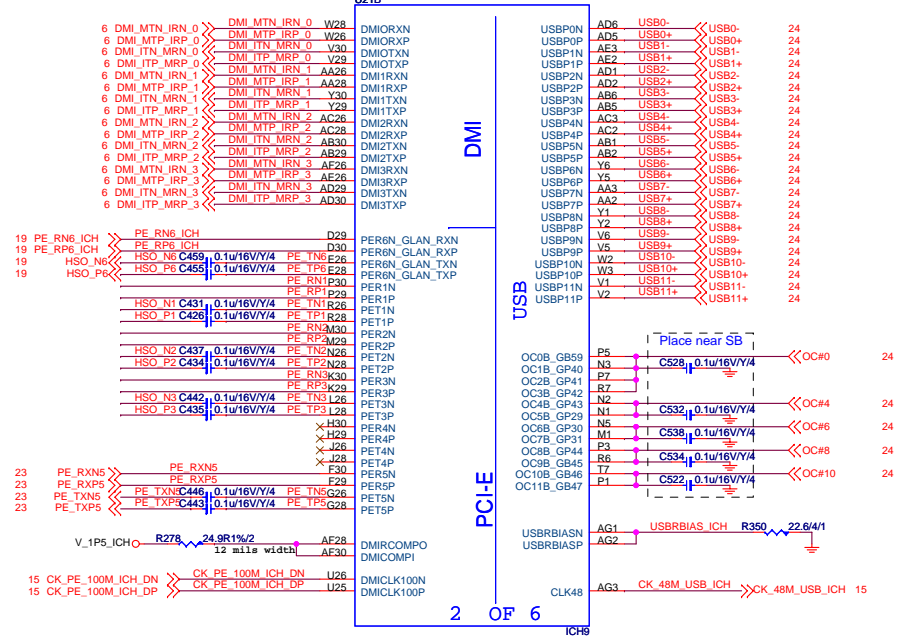 U21B
6 DMI_MTN_IRN_0 DMI_MTN_IRN_0 W28 DMIORXN USBP0N AD6 USB0- USB0- 24
6 DMI_MTP_IRP_0 DMI_MTP_IRP_0 W26 DMIORXP USBP0P AD5 USB0+ USB0+ 24
6 DMI_ITN_MRN_0 DMI_ITN_MRN_0 V30 DMIOTXN USBP1N AE3 USB1- USB1- 24
6 DMI_ITP_MRP_0 DMI_ITP_MRP_0 V29 DMIOTXP USBP1P AE2 USB1+ USB1+ 24
6 DMI_MTN_IRN_1 DMI_MTN_IRN_1 AA26 DMI1RXN USBP2N AD1 USB2- USB2- 24
6 DMI_MTP_IRP_1 DMI_MTP_IRP_1 AA28 DMI1RXP USBP2P AD2 USB2+ USB2+ 24
6 DMI_ITN_MRN_1 DMI_ITN_MRN_1 Y30 DMI1TXN USBP3N AB6 USB3- USB3- 24
6 DMI_ITP_MRP_1 DMI_ITP_MRP_1 Y29 DMI1TXP USBP3P AB5 USB3+ USB3+ 24
6 DMI_MTN_IRN_2 DMI_MTN_IRN_2 AC26 DMI2RXN USBP4N AC3 USB4- USB4- 24
6 DMI_MTP_IRP_2 DMI_MTP_IRP_2 AC28 DMI2RXP USBP4P AC2 USB4+ USB4+ 24
6 DMI_ITN_MRN_2 DMI_ITN_MRN_2 AB30 DMI2TXN USBP5N AB1 USB5- USB5- 24
6 DMI_ITP_MRP_2 DMI_ITP_MRP_2 AB29 DMI2TXP USBP5P AB2 USB5+ USB5+ 24
6 DMI_MTN_IRN_3 DMI_MTN_IRN_3 AF26 DMI3RXN USBP6N Y6 USB6- USB6- 24
6 DMI_MTP_IRP_3 DMI_MTP_IRP_3 AE26 DMI3RXP USBP6P Y5 USB6+ USB6+ 24
6 DMI_ITN_MRN_3 DMI_ITN_MRN_3 AD29 DMI3TXN USBP7N AA3 USB7- USB7- 24
6 DMI_ITP_MRP_3 DMI_ITP_MRP_3 AD30 DMI3TXP USBP7P AA2 USB7+ USB7+ 24
USBP8N Y1 USB8- USB8- 24
USBP8P Y2 USB8+ USB8+ 24
19 PE_RN6_ICH PE_RN6_ICH D29 PER6N_GLAN_RXN USBP9N V6 USB9- USB9- 24
19 PE_RP6_ICH PE_RP6_ICH D30 PER6N_GLAN_RXP USBP9P V5 USB9+ USB9+ 24
19 HSO_N6 HSO_N6 C459 0.1u/16V/Y/4 PE_TN6 E26 PER6N_GLAN_TXN USBP10N W2 USB10- USB10- 24
19 HSO_P6 HSO_P6 C455 0.1u/16V/Y/4 PE_TP6 E28 PER6N_GLAN_TXP USBP10P W3 USB10+ USB10+ 24
PE_RN1 P30 PER1N USBP11N V1 USB11- USB11- 24
PE_RP1 P29 PER1P USBP11P V2 USB11+ USB11+ 24
HSO_N1 C431 0.1u/16V/Y/4 PE_TN1 R26 PET1N
HSO_P1 C426 0.1u/16V/Y/4 PE_TP1 R28 PET1P
PE_RN2 M30 PER2N
PE_RP2 M29 PER2P
DMI
USB
PCI-E
Place near SB
HSO_N2 C437 0.1u/16V/Y/4 PE_TN2 N26 PET2N OC0B_GB59 P5 OC#0 24
HSO_P2 C434 0.1u/16V/Y/4 PE_TP2 N28 PET2P OC1B_GP40 N3 C528 0.1u/16V/Y/4
PE_RN3 K30 PER3N OC2B_GP41 P7
PE_RP3 K29 PER3P OC3B_GP42 R7
HSO_N3 C442 0.1u/16V/Y/4 PE_TN3 L26 PET3N OC4B_GP43 N2 OC#4 24
HSO_P3 C435 0.1u/16V/Y/4 PE_TP3 L28 PET3P OC5B_GP29 N1 C532 0.1u/16V/Y/4
H30 PER4N OC6B_GP30 N5 OC#6 24
H29 PER4P OC7B_GP31 M1 C538 0.1u/16V/Y/4
J26 PET4N OC8B_GP44 P3 OC#8 24
J28 PET4P OC9B_GB45 R6 C534 0.1u/16V/Y/4
23 PE_RXN5 PE_RXN5 F30 PER5N OC10B_GB46 T7 OC#10 24
23 PE_RXP5 PE_RXP5 F29 PER5P OC11B_GB47 P1 C522 0.1u/16V/Y/4
23 PE_TXN5 PE_TXN5 C446 0.1u/16V/Y/4 PE_TN5 G26 PET5N
23 PE_TXP5 PE_TXP5 C443 0.1u/16V/Y/4 PE_TP5 G28 PET5P
USBRBIASN AG1 USBRBIAS_ICH R350 22.6/4/1
V_1P5_ICH R278 24.9R1%/2 AF28 DMIRCOMPO USBRBIASP AG2
12 mils width AF30 DMICOMPI
15 CK_PE_100M_ICH_DN CK_PE_100M_ICH_DN U26 DMICLK100N
15 CK_PE_100M_ICH_DP CK_PE_100M_ICH_DP U25 DMICLK100P CLK48 AG3 CK_48M_USB_ICH CK_48M_USB_ICH 15
2 OF 6
ICH9